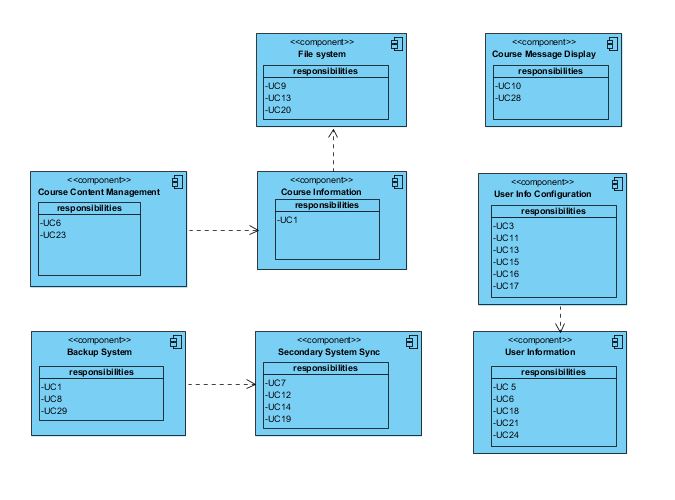 <<component>>
File system
responsibilities
-UC9
-UC13
-UC20
<<component>>
Course Message Display
responsibilities
-UC10
-UC28
<<component>>
Course Content Management
responsibilities
-UC6
-UC23
<<component>>
Course Information
responsibilities
-UC1
<<component>>
User Info Configuration
responsibilities
-UC3
-UC11
-UC13
-UC15
-UC16
-UC17
<<component>>
Backup System
responsibilities
-UC1
-UC8
-UC29
<<component>>
Secondary System Sync
responsibilities
-UC7
-UC12
-UC14
-UC19
<<component>>
User Information
responsibilities
-UC 5
-UC6
-UC18
-UC21
-UC24